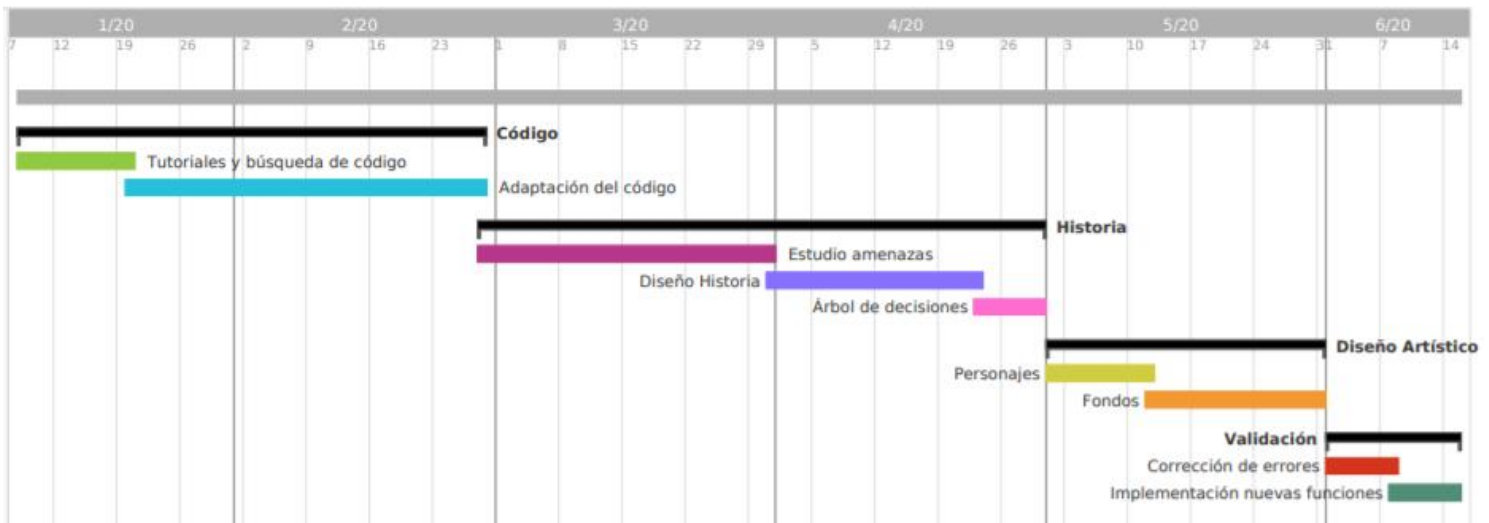 1/20 2/20 3/20 4/20 5/20 6/20
7 12 19 26 2 9 16 23 1 8 15 22 29 5 12 19 26 3 10 17 24 31 7 14
Código
Tutoriales y búsqueda de código
Adaptación del código
Historia
Estudio amenazas
Diseño Historia
Árbol de decisiones
Diseño Artístico
Personajes
Fondos
Validación
Corrección de errores
Implementación nuevas funciones